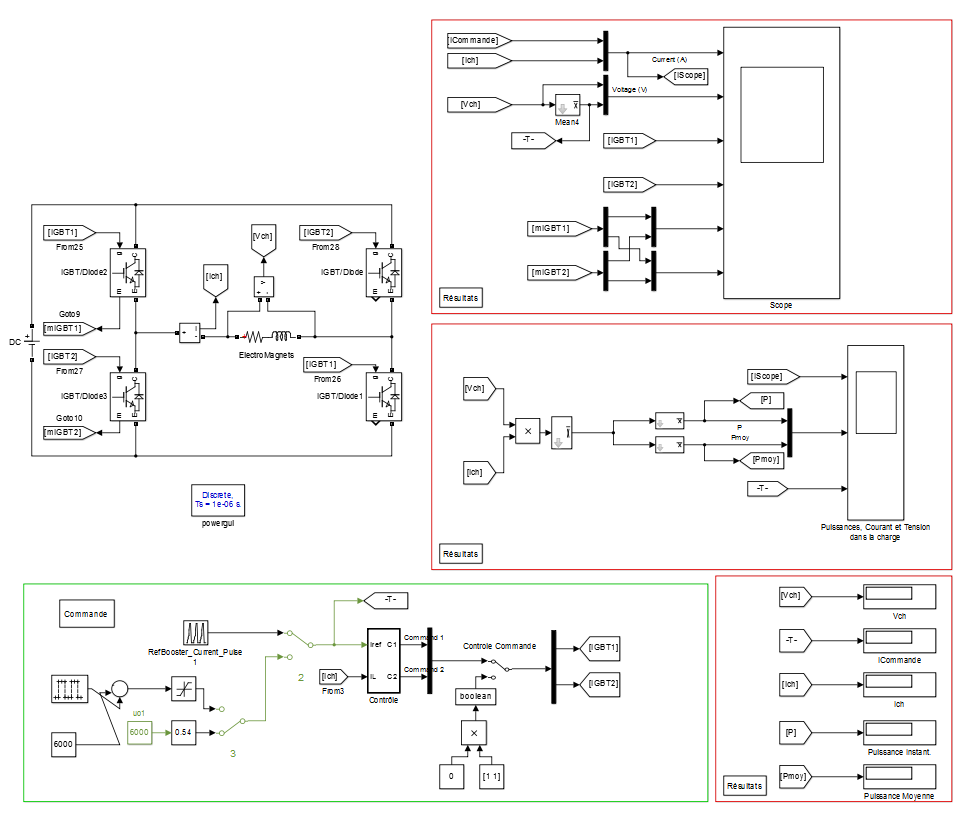 [ICommande]
[Ich]
Current (A)
[IScope]
Voltage (V)
[Vch]
Mean4
-T-
[IGBT1]
[IGBT2]
[mIGBT1]
[mIGBT2]
Résultats
Scope
[IGBT1]
From25
IGBT/Diode2
g
C
m
E
[Vch]
[Ich]
v
+ -
[IGBT2]
From28
IGBT/Diode
g
C
m
E
Goto9
[mIGBT1]
DC
+
i
+ -
ElectroMagnets
[IGBT2]
From27
IGBT/Diode3
g
C
m
E
[IGBT1]
From26
IGBT/Diode1
g
C
m
E
Goto10
[mIGBT2]
Discrete,
Ts = 1e-06 s.
powergui
[IScope]
[Vch]
[P]
×
x
x
P
Pmoy
[Ich]
[Pmoy]
-T-
Puissances, Courant et Tension
dans la charge
Résultats
Commande
-T-
RefBooster_Current_Pulse
1
2
Iref C1
IL C2
Contrôle
Command 1
Command 2
[Ich]
From3
Controle Commande
[IGBT1]
[IGBT2]
boolean
×
0
[1 1]
6000
uo1
6000
0.54
3
[Vch]
Vch
-T-
ICommande
[Ich]
Ich
[P]
Puissance Instant.
[Pmoy]
Puissance Moyenne
Résultats